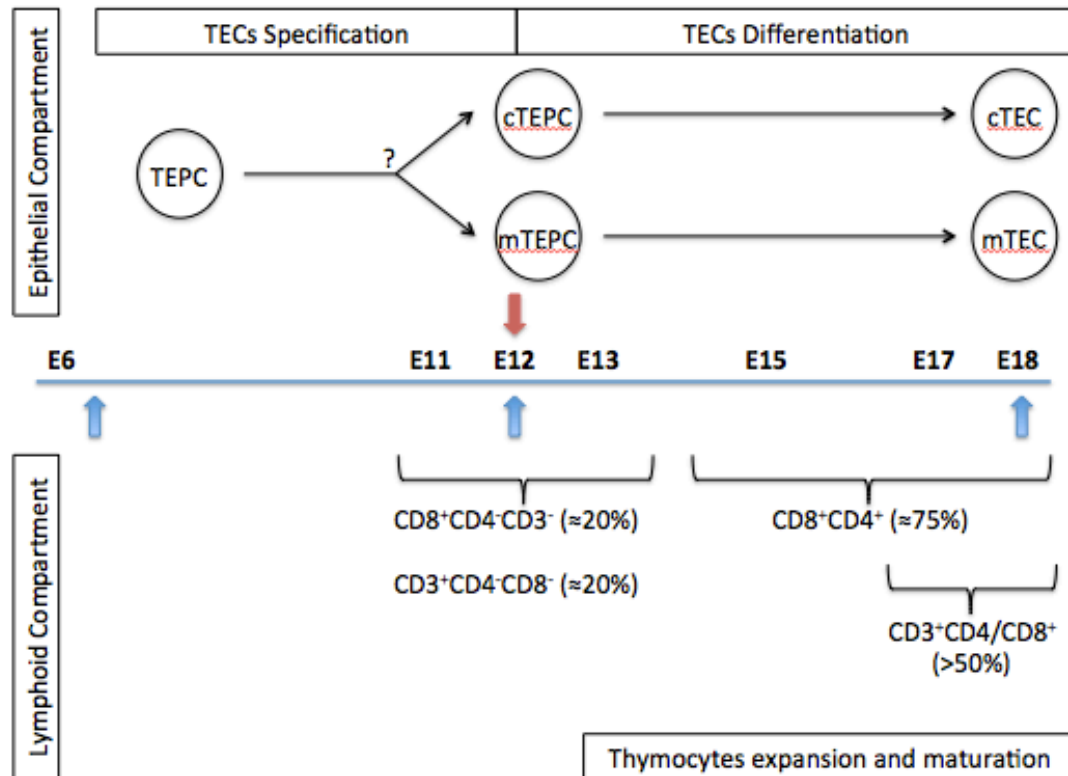 Epithelial Compartment
TECs Specification
TECs Differentiation
TEPC
?
cTEPC
mTEPC
cTEC
mTEC
E6
E11
E12
E13
E15
E17
E18
Lymphoid Compartment
CD8⁺CD4⁻CD3⁻ (≈20%)
CD3⁺CD4⁻CD8⁻ (≈20%)
CD8⁺CD4⁺ (≈75%)
CD3⁺CD4/CD8⁺
(>50%)
Thymocytes expansion and maturation